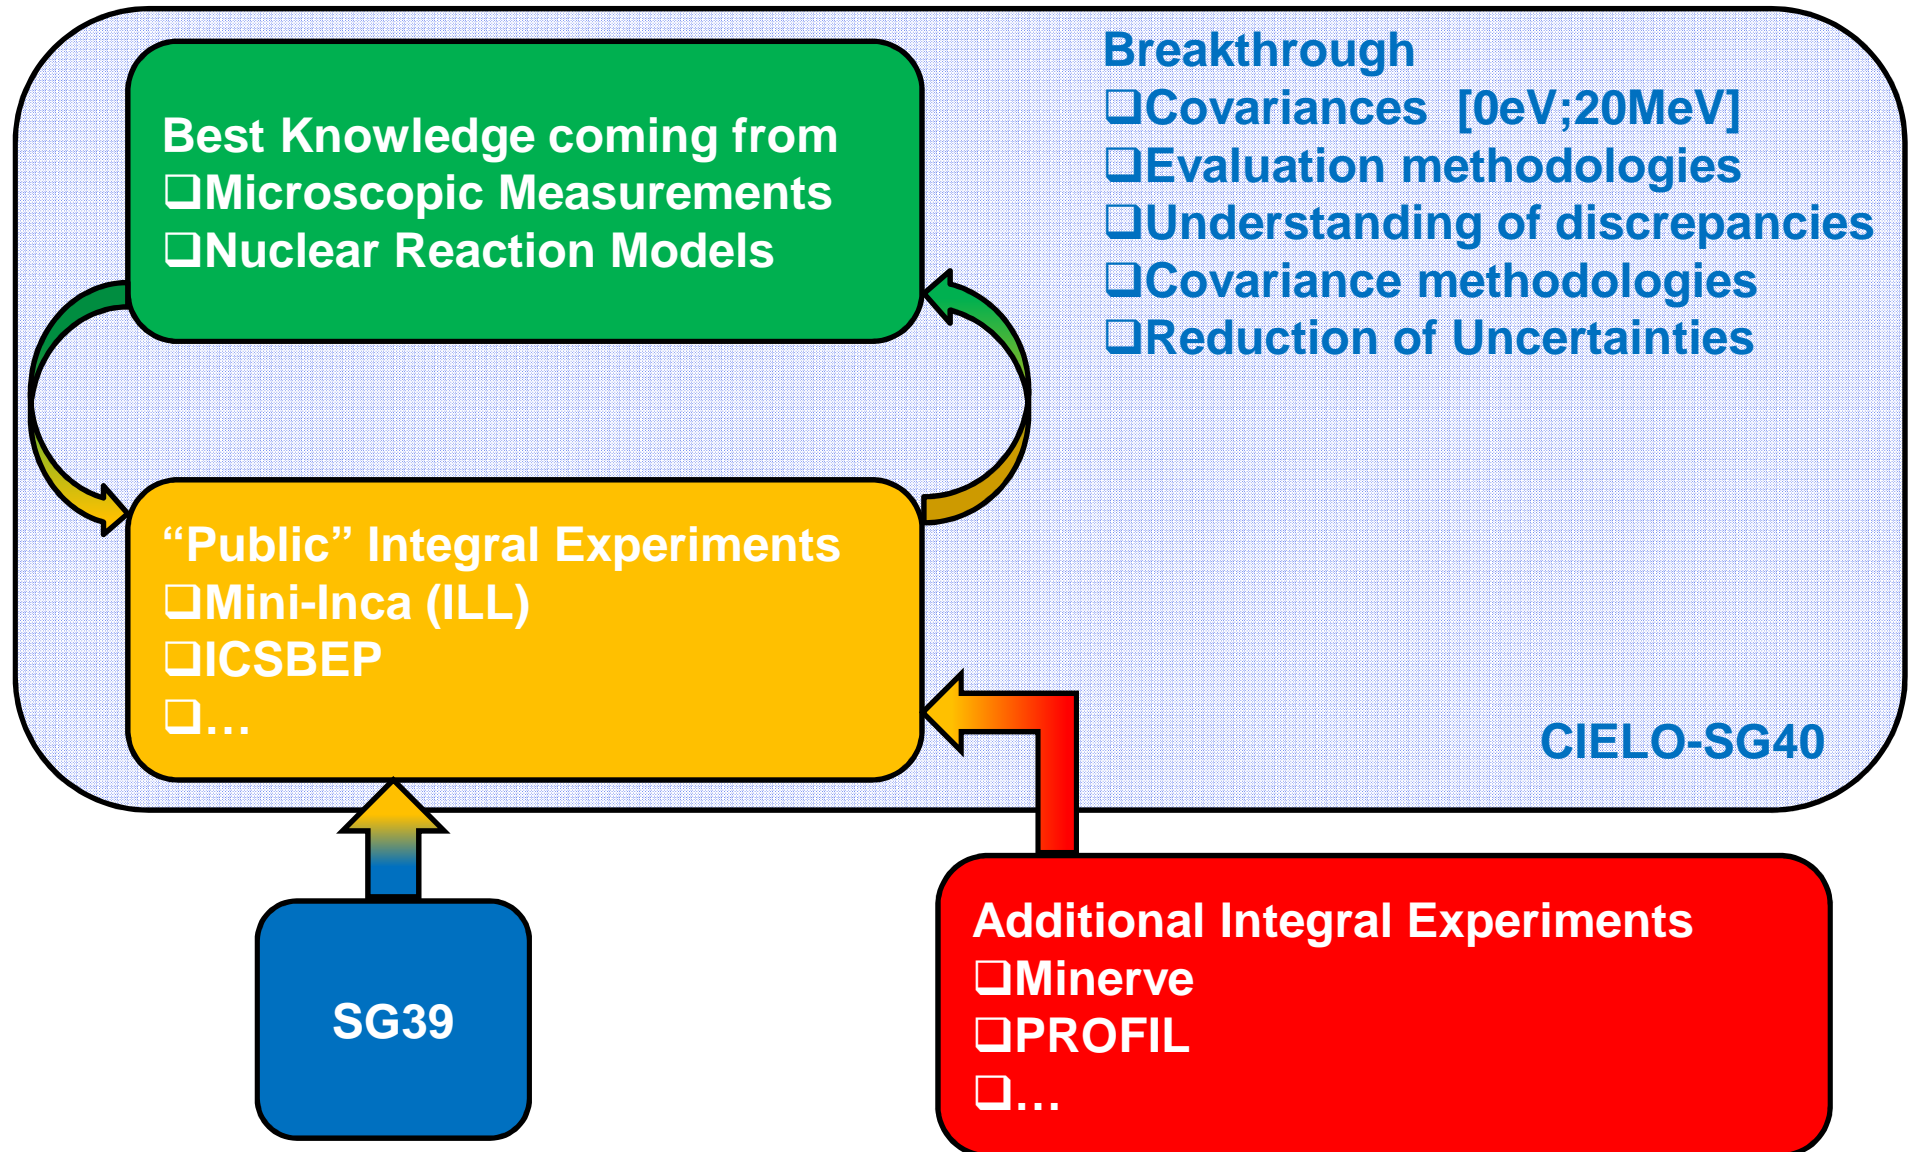 Best Knowledge coming from
❑Microscopic Measurements
❑Nuclear Reaction Models
Breakthrough
❑Covariances [0eV;20MeV]
❑Evaluation methodologies
❑Understanding of discrepancies
❑Covariance methodologies
❑Reduction of Uncertainties
“Public” Integral Experiments
❑Mini-Inca (ILL)
❑ICSBEP
❑…
CIELO-SG40
SG39
Additional Integral Experiments
❑Minerve
❑PROFIL
❑…